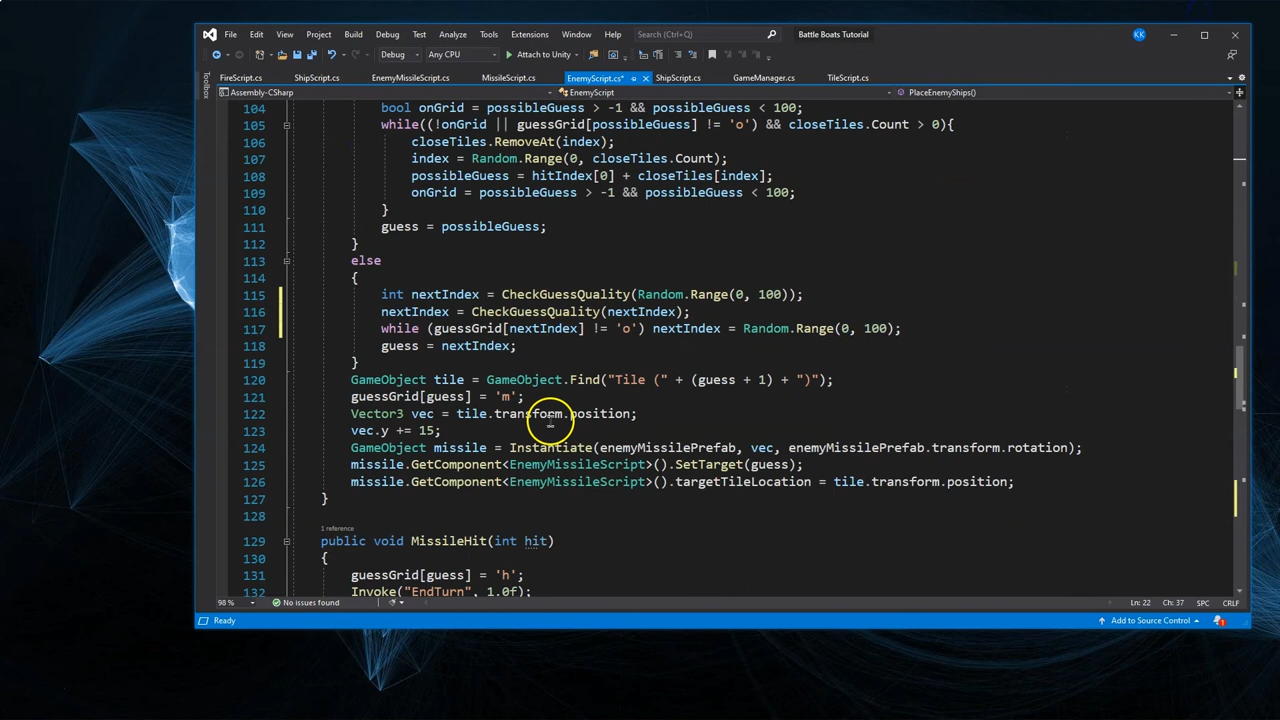 File Edit View Project Build Debug Test Analyze Tools Extensions Window Help Search (Ctrl+Q) Battle Boats Tutorial KK
Debug Any CPU Attach to Unity
FireScript.cs ShipScript.cs EnemyMissileScript.cs MissileScript.cs EnemyScript.cs* ShipScript.cs GameManager.cs TileScript.cs
Toolbox
Assembly-CSharp EnemyScript PlaceEnemyShips()
104 bool onGrid = possibleGuess > -1 && possibleGuess < 100;
105 while((!onGrid || guessGrid[possibleGuess] != 'o') && closeTiles.Count > 0){
106 closeTiles.RemoveAt(index);
107 index = Random.Range(0, closeTiles.Count);
108 possibleGuess = hitIndex[0] + closeTiles[index];
109 onGrid = possibleGuess > -1 && possibleGuess < 100;
110 }
111 guess = possibleGuess;
112 }
113 else
114 {
115 int nextIndex = CheckGuessQuality(Random.Range(0, 100));
116 nextIndex = CheckGuessQuality(nextIndex);
117 while (guessGrid[nextIndex] != 'o') nextIndex = Random.Range(0, 100);
118 guess = nextIndex;
119 }
120 GameObject tile = GameObject.Find("Tile (" + (guess + 1) + ")");
121 guessGrid[guess] = 'm';
122 Vector3 vec = tile.transform.position;
123 vec.y += 15;
124 GameObject missile = Instantiate(enemyMissilePrefab, vec, enemyMissilePrefab.transform.rotation);
125 missile.GetComponent<EnemyMissileScript>().SetTarget(guess);
126 missile.GetComponent<EnemyMissileScript>().targetTileLocation = tile.transform.position;
127 }
128
1 reference
129 public void MissileHit(int hit)
130 {
131 guessGrid[guess] = 'h';
132 Invoke("EndTurn", 1.0f);
98 % No issues found Ln: 22 Ch: 37 SPC CRLF
Ready Add to Source Control 1